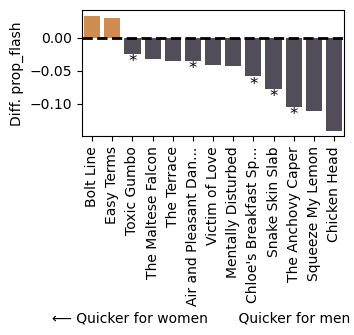 Diff. prop_flash
0.00
−0.05
−0.10
*
*
*
*
*
Bolt Line
Easy Terms
Toxic Gumbo
The Maltese Falcon
The Terrace
Air and Pleasant Dan...
Victim of Love
Mentally Disturbed
Chloe's Breakfast Sp...
Snake Skin Slab
The Anchovy Caper
Squeeze My Lemon
Chicken Head
⟵ Quicker for women Quicker for men